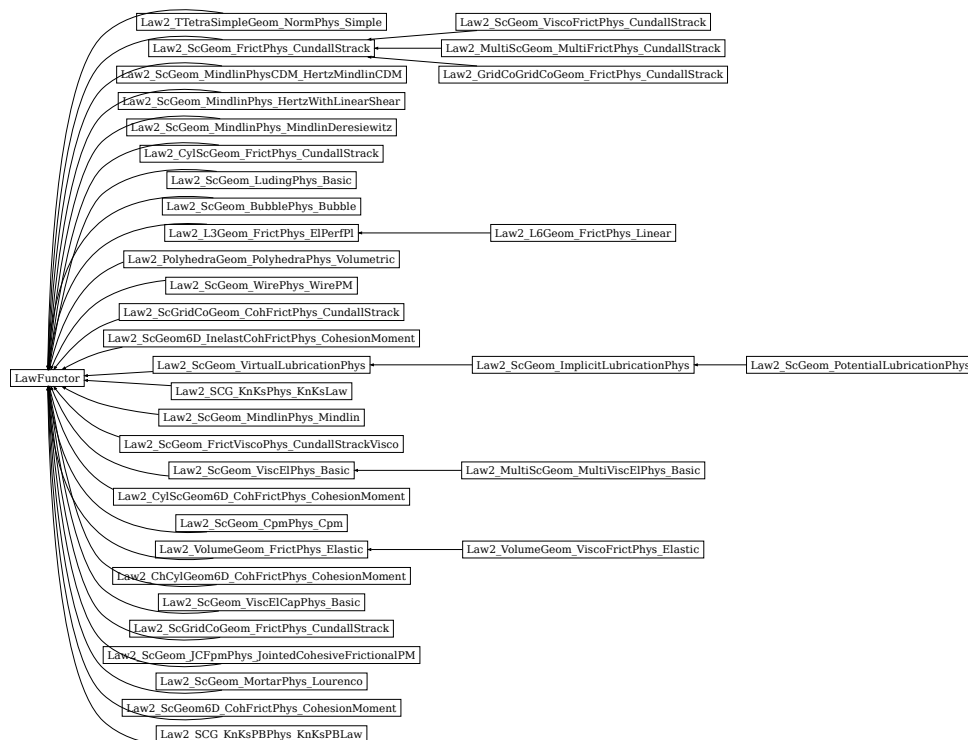 Law2_TTetraSimpleGeom_NormPhys_Simple
Law2_ScGeom_ViscoFrictPhys_CundallStrack
Law2_ScGeom_FrictPhys_CundallStrack
Law2_MultiScGeom_MultiFrictPhys_CundallStrack
Law2_ScGeom_MindlinPhysCDM_HertzMindlinCDM
Law2_GridCoGridCoGeom_FrictPhys_CundallStrack
Law2_ScGeom_MindlinPhys_HertzWithLinearShear
Law2_ScGeom_MindlinPhys_MindlinDeresiewitz
Law2_CylScGeom_FrictPhys_CundallStrack
Law2_ScGeom_LudingPhys_Basic
Law2_ScGeom_BubblePhys_Bubble
Law2_L3Geom_FrictPhys_ElPerfPl
Law2_L6Geom_FrictPhys_Linear
Law2_PolyhedraGeom_PolyhedraPhys_Volumetric
Law2_ScGeom_WirePhys_WirePM
Law2_ScGridCoGeom_CohFrictPhys_CundallStrack
Law2_ScGeom6D_InelastCohFrictPhys_CohesionMoment
Law2_ScGeom_VirtualLubricationPhys
Law2_ScGeom_ImplicitLubricationPhys
Law2_ScGeom_PotentialLubricationPhys
LawFunctor
Law2_SCG_KnKsPhys_KnKsLaw
Law2_ScGeom_MindlinPhys_Mindlin
Law2_ScGeom_FrictViscoPhys_CundallStrackVisco
Law2_ScGeom_ViscElPhys_Basic
Law2_MultiScGeom_MultiViscElPhys_Basic
Law2_CylScGeom6D_CohFrictPhys_CohesionMoment
Law2_ScGeom_CpmPhys_Cpm
Law2_VolumeGeom_FrictPhys_Elastic
Law2_VolumeGeom_ViscoFrictPhys_Elastic
Law2_ChCylGeom6D_CohFrictPhys_CohesionMoment
Law2_ScGeom_ViscElCapPhys_Basic
Law2_ScGridCoGeom_FrictPhys_CundallStrack
Law2_ScGeom_JCFpmPhys_JointedCohesiveFrictionalPM
Law2_ScGeom_MortarPhys_Lourenco
Law2_ScGeom6D_CohFrictPhys_CohesionMoment
Law2_SCG_KnKsPBPhys_KnKsPBLaw